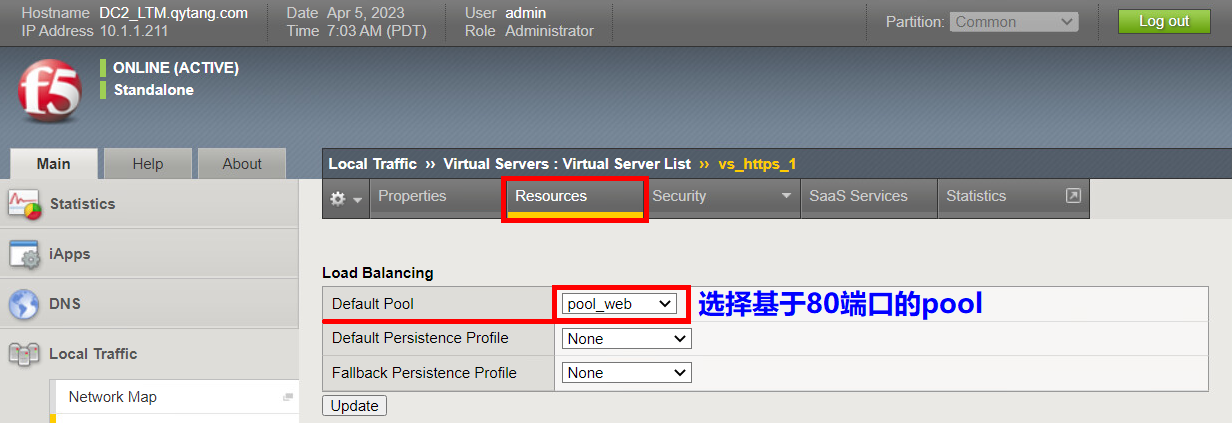 Hostname DC2_LTM.qytang.com Date Apr 5, 2023 User admin
IP Address 10.1.1.211 Time 7:03 AM (PDT) Role Administrator
Partition: Common Log out
f5
ONLINE (ACTIVE)
Standalone
Main Help About
Local Traffic ›› Virtual Servers : Virtual Server List ›› vs_https_1
Properties Resources Security SaaS Services Statistics
Statistics
iApps
DNS
Local Traffic
Network Map
Load Balancing
Default Pool pool_web 选择基于80端口的pool
Default Persistence Profile None
Fallback Persistence Profile None
Update